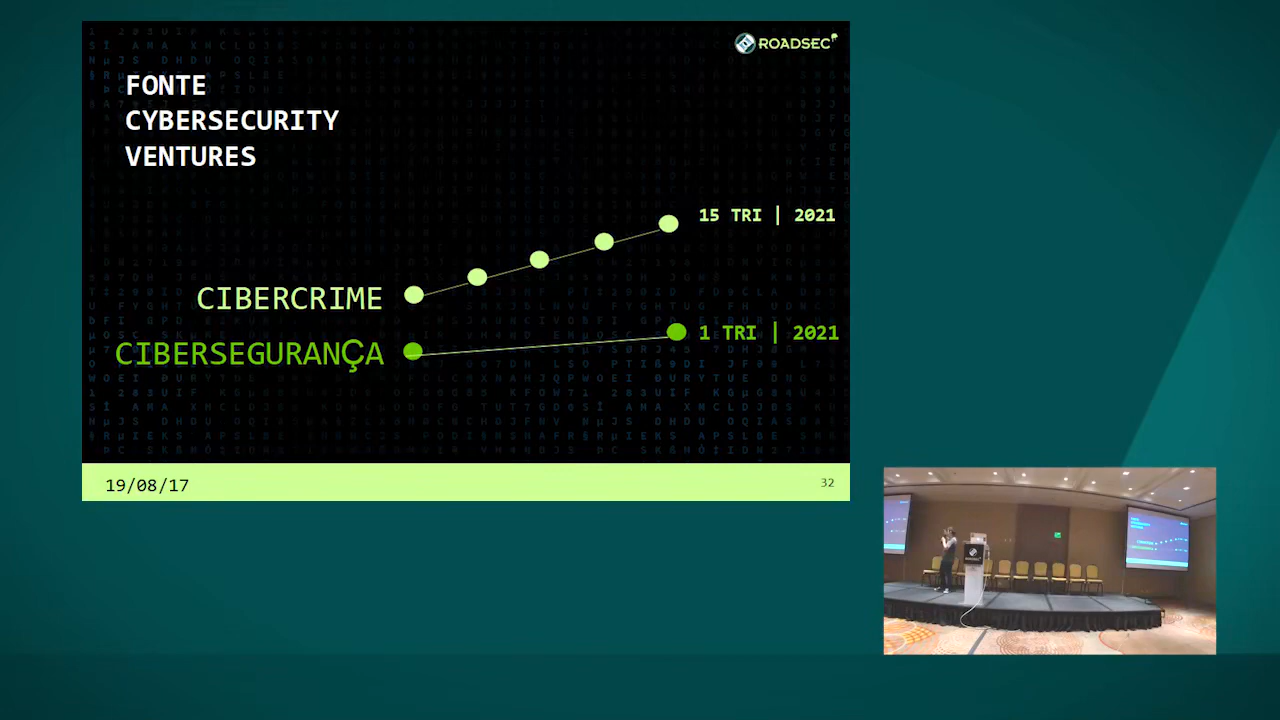 ROADSEC
FONTE
CYBERSECURITY
VENTURES
15 TRI | 2021
CIBERCRIME
1 TRI | 2021
CIBERSEGURANÇA
19/08/17
32